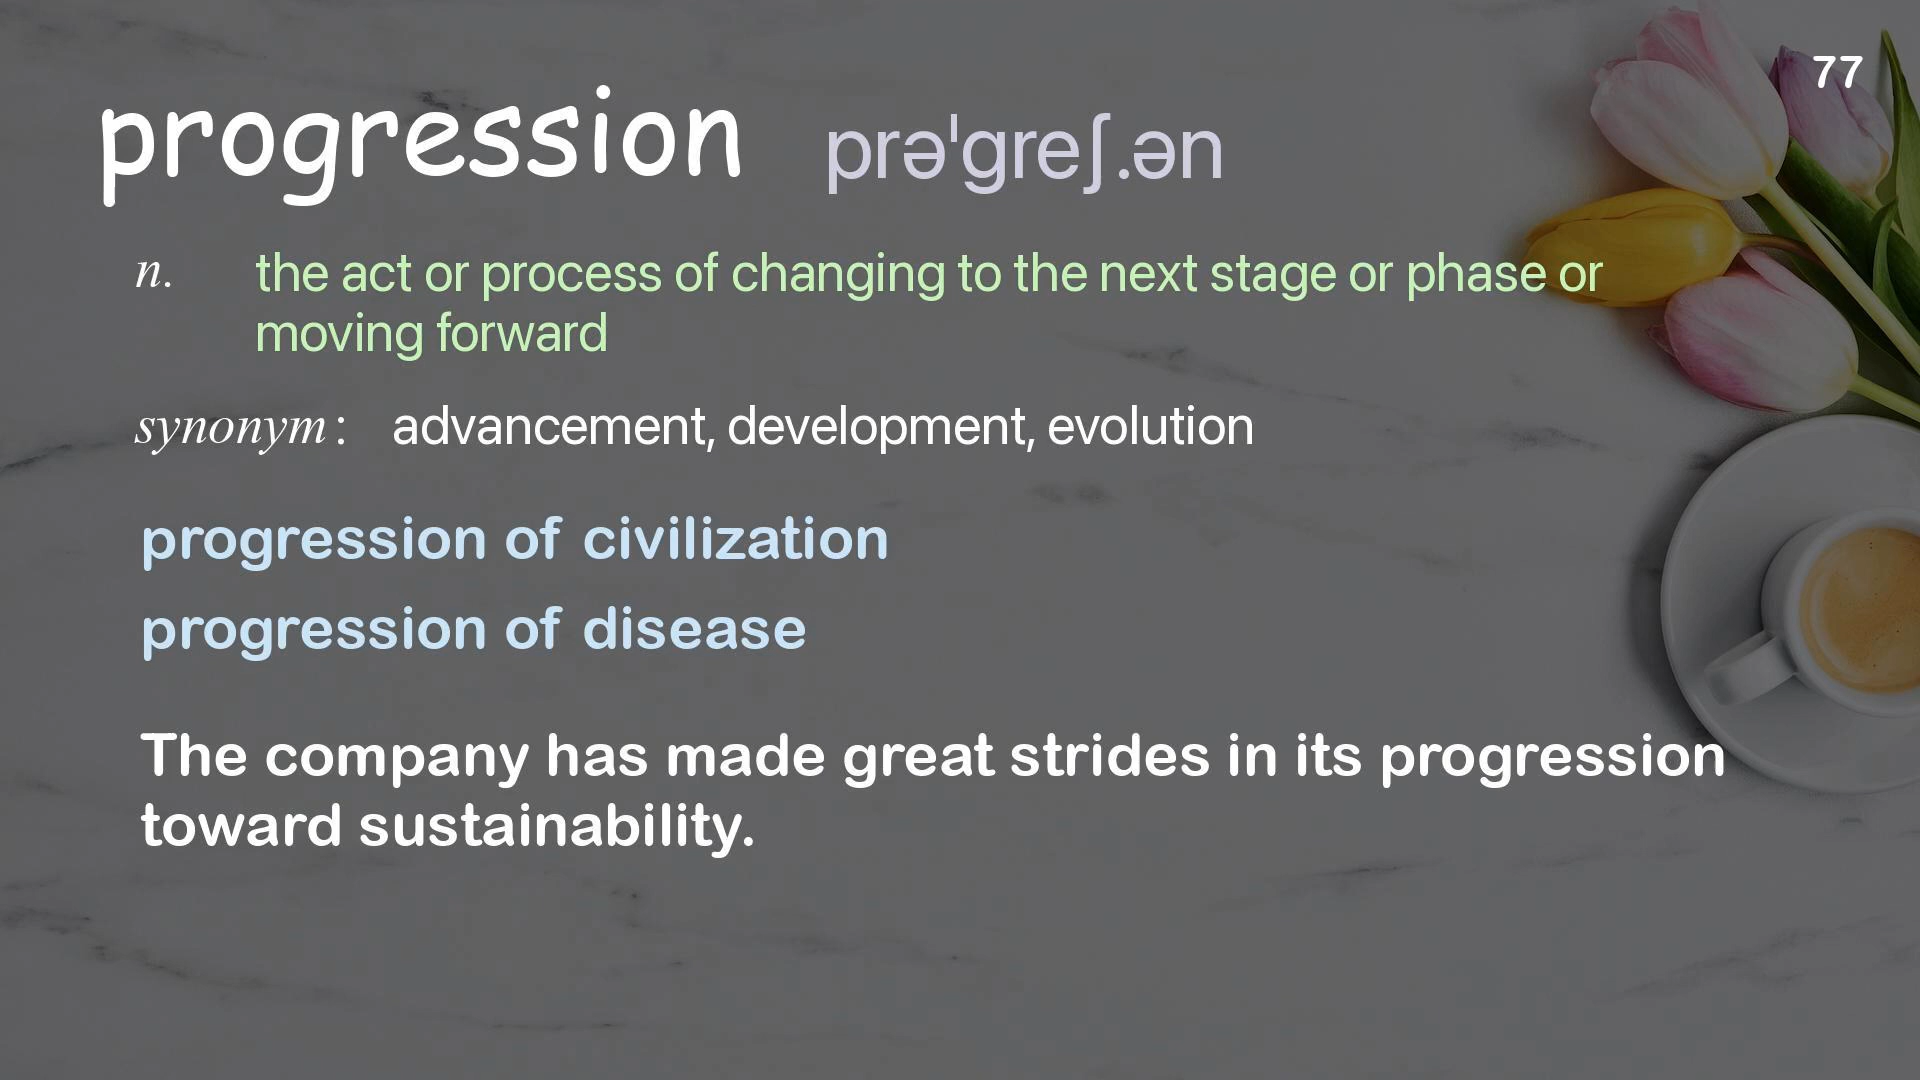 77
progression prəˈgreʃ.ən
n. the act or process of changing to the next stage or phase or
moving forward
synonym: advancement, development, evolution
progression of civilization
progression of disease
The company has made great strides in its progression
toward sustainability.